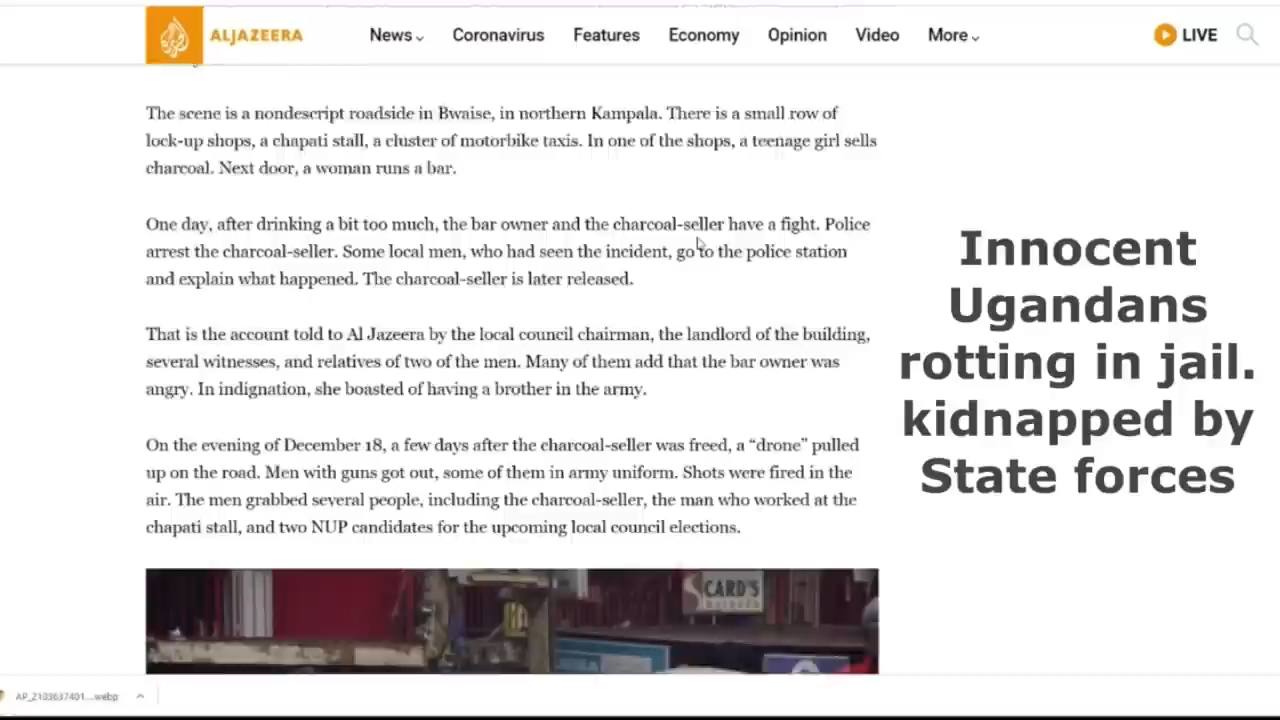 ALJAZEERA
News
Coronavirus
Features
Economy
Opinion
Video
More
LIVE
The scene is a nondescript roadside in Bwaise, in northern Kampala. There is a small row of
lock-up shops, a chapati stall, a cluster of motorbike taxis. In one of the shops, a teenage girl sells
charcoal. Next door, a woman runs a bar.
One day, after drinking a bit too much, the bar owner and the charcoal-seller have a fight. Police
arrest the charcoal-seller. Some local men, who had seen the incident, go to the police station
and explain what happened. The charcoal-seller is later released.
That is the account told to Al Jazeera by the local council chairman, the landlord of the building,
several witnesses, and relatives of two of the men. Many of them add that the bar owner was
angry. In indignation, she boasted of having a brother in the army.
On the evening of December 18, a few days after the charcoal-seller was freed, a “drone” pulled
up on the road. Men with guns got out, some of them in army uniform. Shots were fired in the
air. The men grabbed several people, including the charcoal-seller, the man who worked at the
chapati stall, and two NUP candidates for the upcoming local council elections.
Innocent
Ugandans
rotting in jail.
kidnapped by
State forces
CARD'S
AP_2103637401....webp